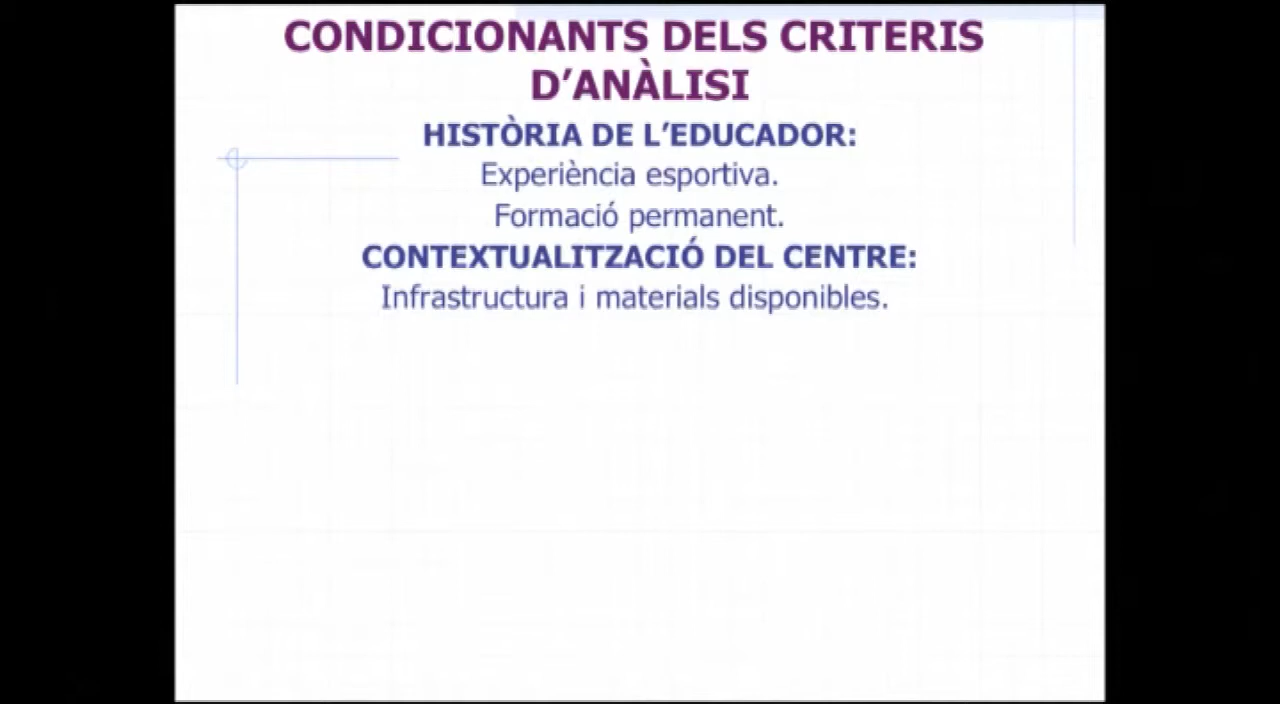 CONDICIONANTS DELS CRITERIS
D’ANÀLISI
HISTÒRIA DE L’EDUCADOR:
Experiència esportiva.
Formació permanent.
CONTEXTUALITZACIÓ DEL CENTRE:
Infrastructura i materials disponibles.